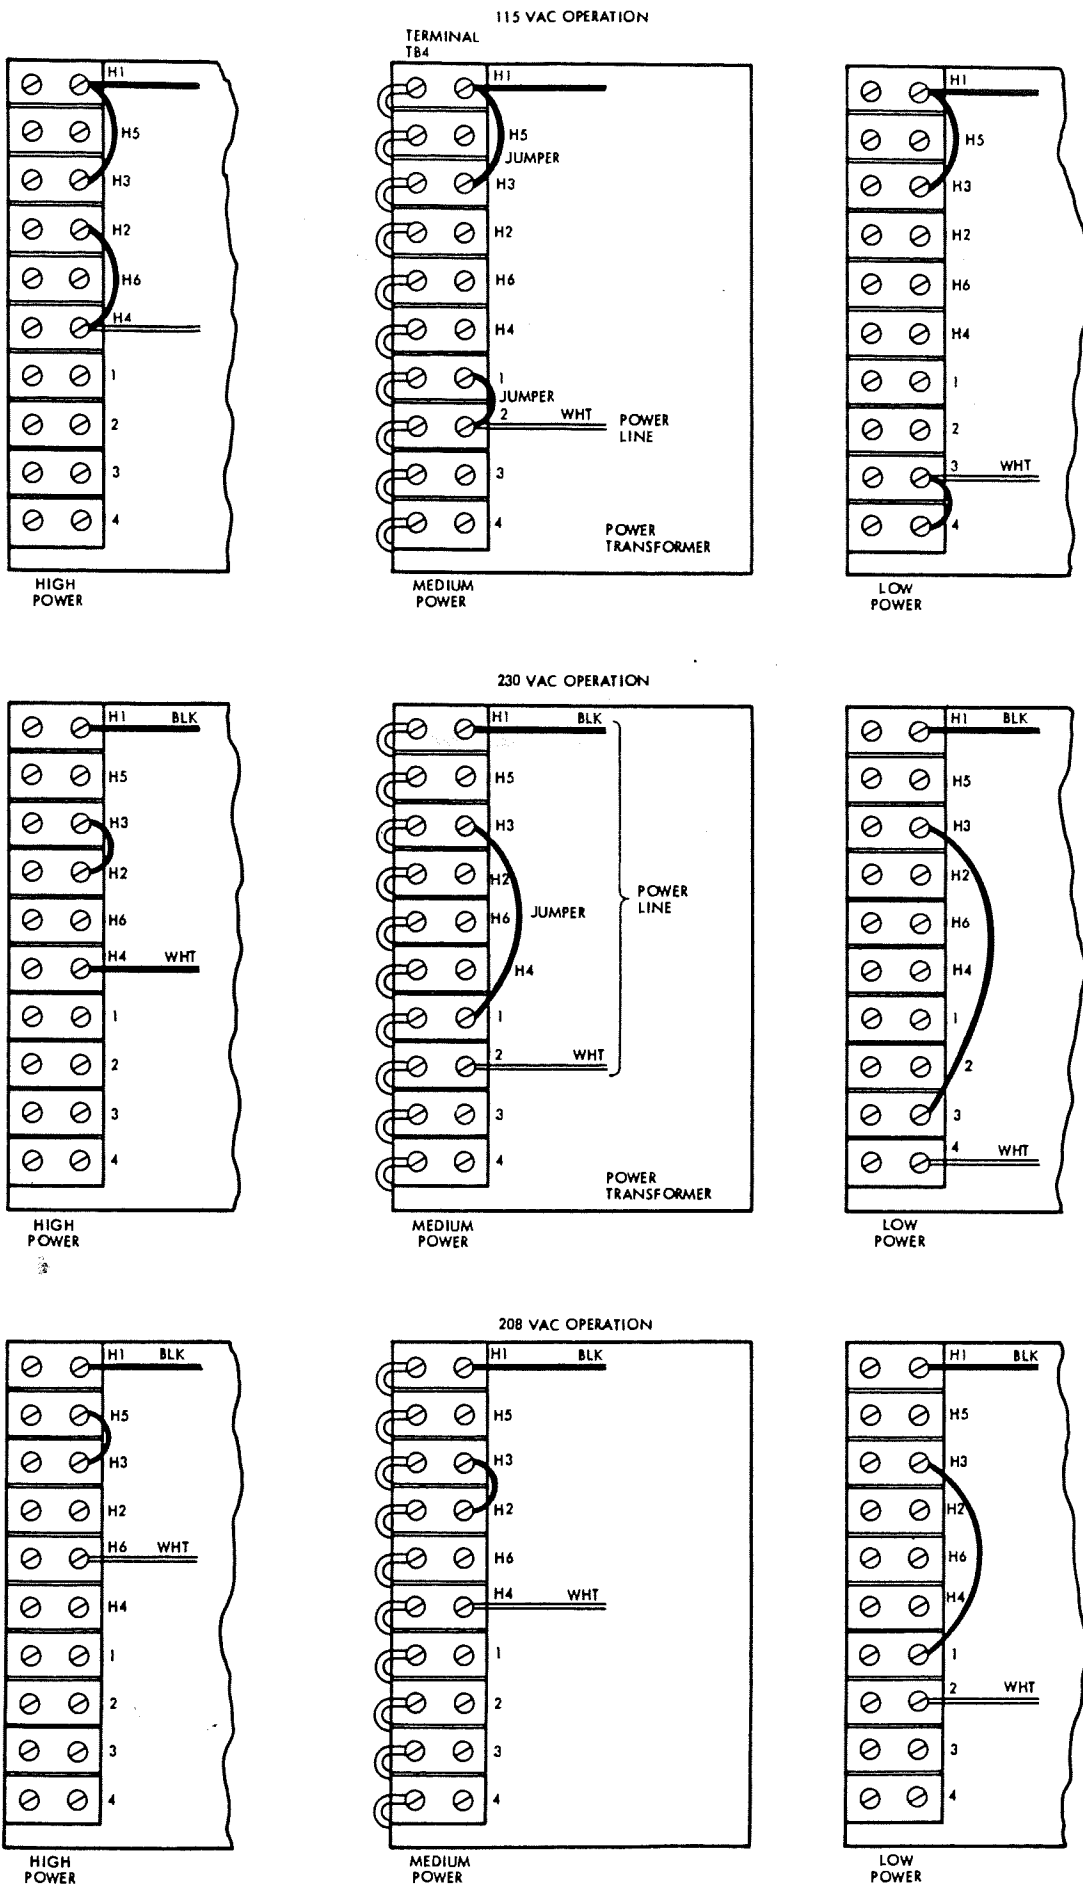 115 VAC OPERATION
H1
H5
H3
H2
H6
H4
1
2
3
4
HIGH
POWER
TERMINAL
TB4
H1
H5
JUMPER
H3
H2
H6
H4
1
JUMPER
2 WHT
POWER
LINE
3
4
POWER
TRANSFORMER
MEDIUM
POWER
H1
H5
H3
H2
H6
H4
1
2
3 WHT
4
LOW
POWER
230 VAC OPERATION
H1 BLK
H5
H3
H2
H6
H4 WHT
1
2
3
4
HIGH
POWER
H1 BLK
H5
H3
H2
H6 JUMPER
POWER
LINE
H4
1
2 WHT
3
4
POWER
TRANSFORMER
MEDIUM
POWER
H1 BLK
H5
H3
H2
H6
H4
1
2
3
4 WHT
LOW
POWER
208 VAC OPERATION
H1 BLK
H5
H3
H2
H6 WHT
H4
1
2
3
4
HIGH
POWER
H1 BLK
H5
H3
H2
H6
H4 WHT
1
2
3
4
MEDIUM
POWER
H1 BLK
H5
H3
H2
H6
H4
1
2 WHT
3
4
LOW
POWER